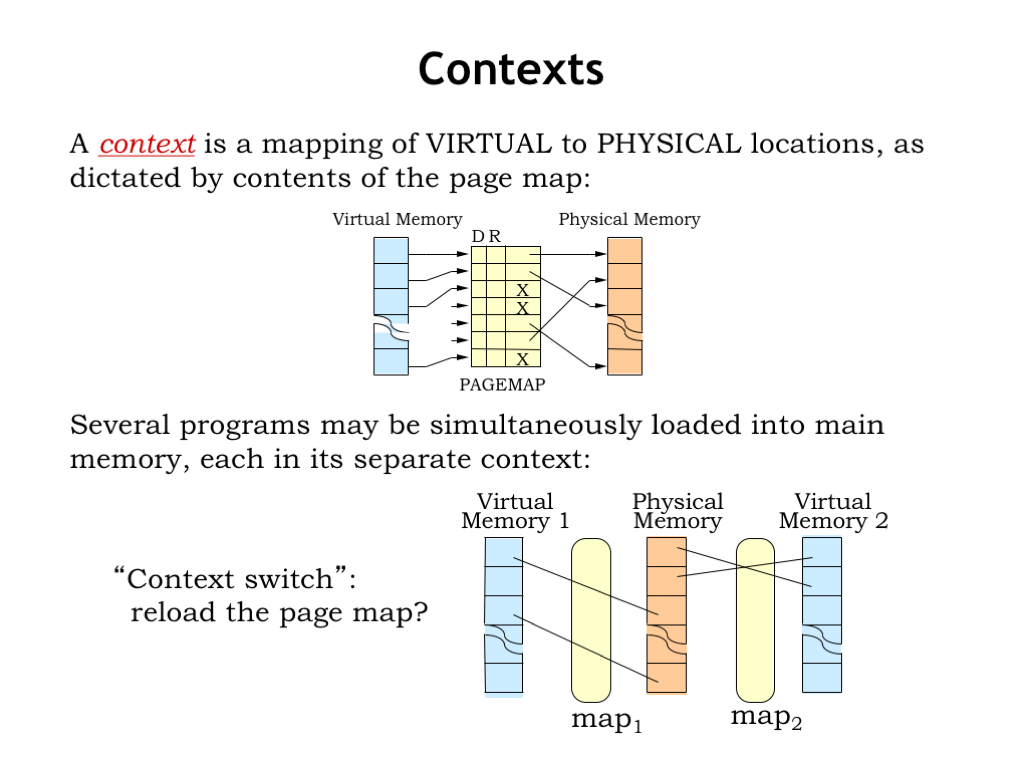 Contexts
A context is a mapping of VIRTUAL to PHYSICAL locations, as
dictated by contents of the page map:
Virtual Memory
Physical Memory
D R
X
X
X
PAGEMAP
Several programs may be simultaneously loaded into main
memory, each in its separate context:
Virtual
Memory 1
Physical
Memory
Virtual
Memory 2
“Context switch”:
reload the page map?
map₁
map₂